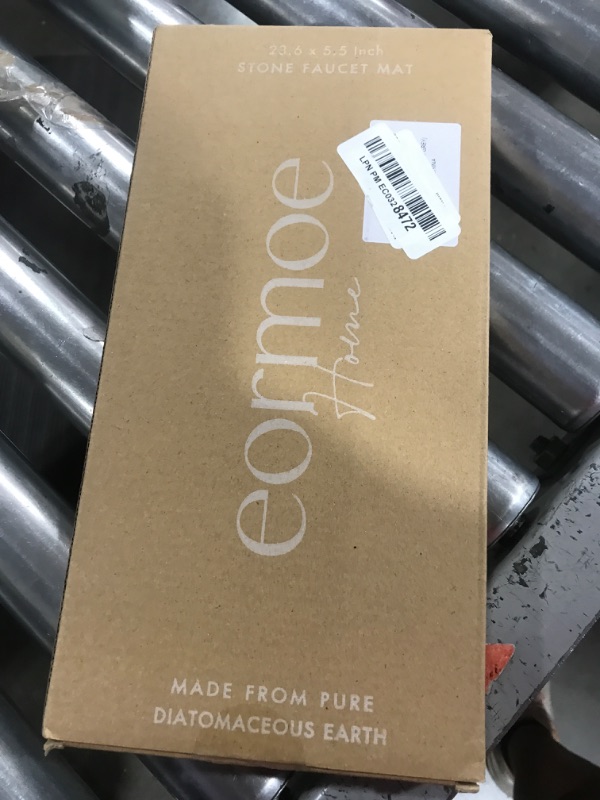 23,6 x 5,5 inch
STONE FAUCET MAT
LPN PM EC0328472
eormoe
Home
MADE FROM PURE
DIATOMACEOUS EARTH